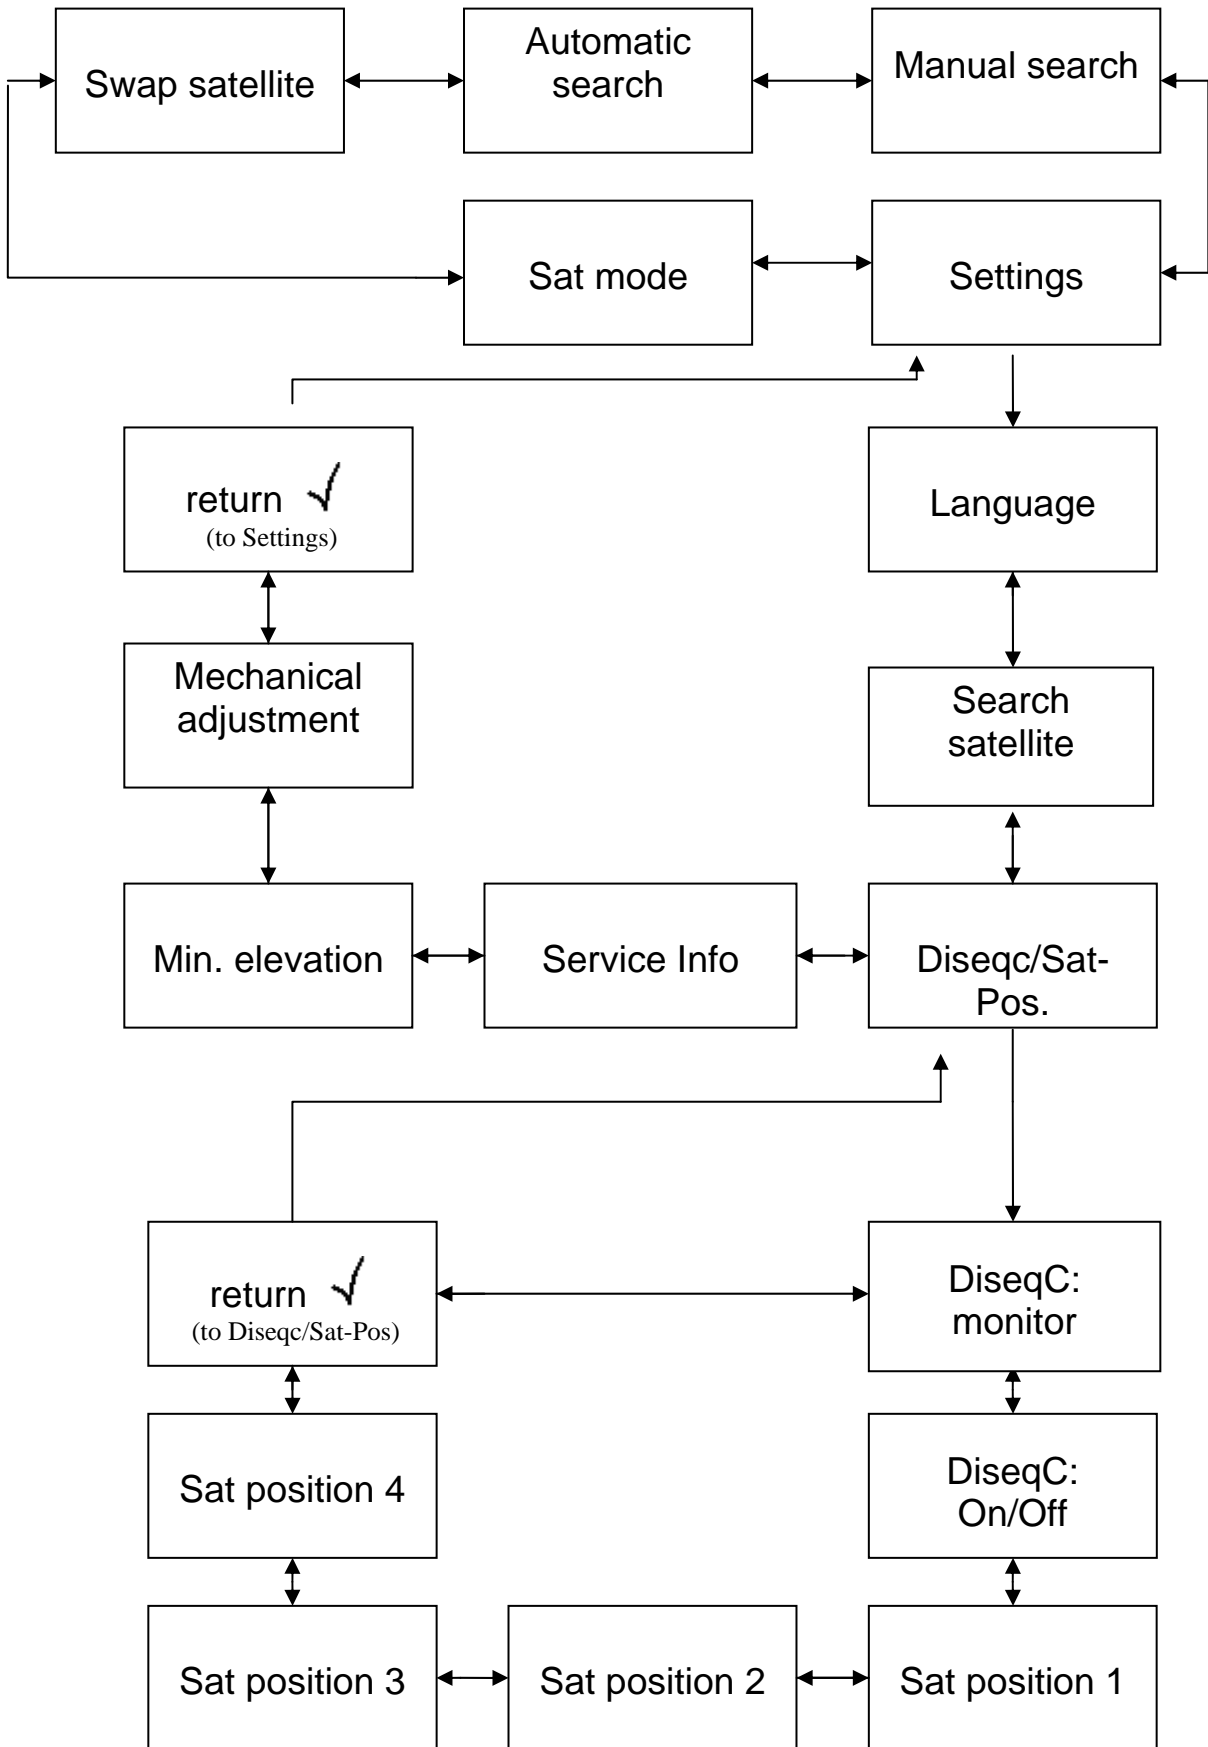 Swap satellite
Automatic
search
Manual search
Sat mode
Settings
return ✓
(to Settings)
Language
Mechanical
adjustment
Search
satellite
Min. elevation
Service Info
Diseqc/Sat-
Pos.
return ✓
(to Diseqc/Sat-Pos)
DiseqC:
monitor
Sat position 4
DiseqC:
On/Off
Sat position 3
Sat position 2
Sat position 1